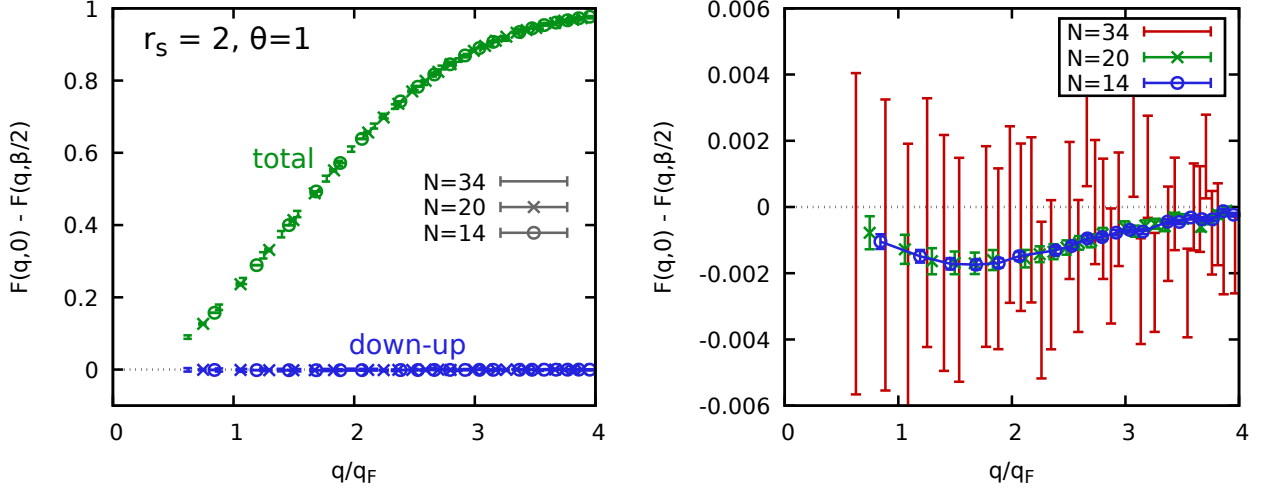 r_s = 2, θ=1
total
down-up
N=34
N=20
N=14
F(q,0) - F(q,β/2)
1
0.8
0.6
0.4
0.2
0
0
1
2
3
4
q/q_F
N=34
N=20
N=14
F(q,0) - F(q,β/2)
0.006
0.004
0.002
0
-0.002
-0.004
-0.006
0
1
2
3
4
q/q_F